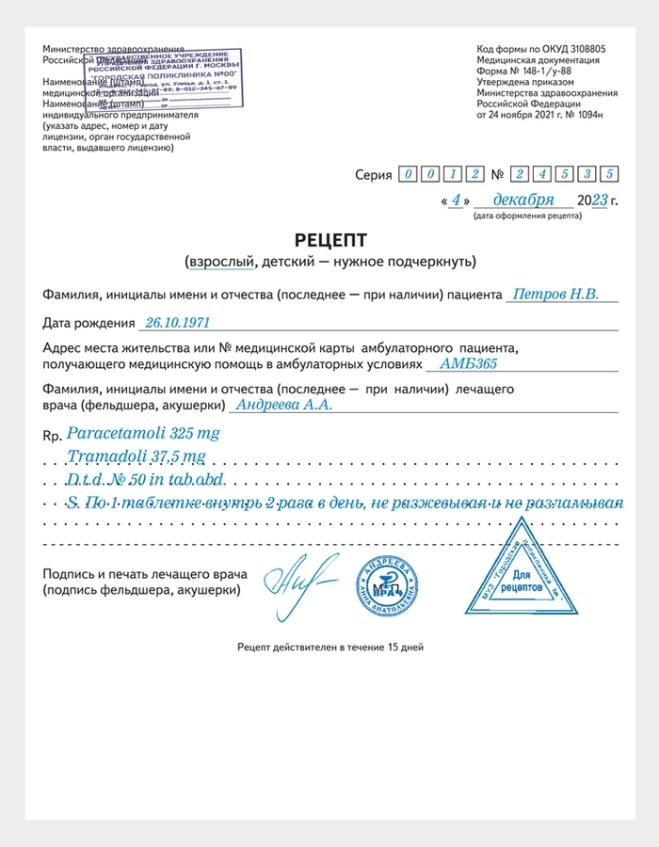 Министерство здравоохранения
Российской Федерации
Наименование (штамп)
медицинской организации
Наименование (штамп)
индивидуального предпринимателя
(указать адрес, номер и дату
лицензии, орган государственной
власти, выдавшего лицензию)
ГОСУДАРСТВЕННОЕ УЧРЕЖДЕНИЕ
УПРАВЛЕНИЯ ЗДРАВООХРАНЕНИЯ
РОССИЙСКОЙ ФЕДЕРАЦИИ Г. МОСКВЫ
"ГОРОДСКАЯ ПОЛИКЛИНИКА №00"
Код формы по ОКУД 3108805
Медицинская документация
Форма № 148-1/у-88
Утверждена приказом
Министерства здравоохранения
Российской Федерации
от 24 ноября 2021 г. № 1094н
Серия 0 0 1 2 № 2 4 5 3 5
« 4 » декабря 2023 г.
(дата оформления рецепта)
РЕЦЕПТ
(взрослый, детский — нужное подчеркнуть)
Фамилия, инициалы имени и отчества (последнее — при наличии) пациента Петров Н.В.
Дата рождения 26.10.1971
Адрес места жительства или № медицинской карты амбулаторного пациента,
получающего медицинскую помощь в амбулаторных условиях АМБ365
Фамилия, инициалы имени и отчества (последнее — при наличии) лечащего
врача (фельдшера, акушерки) Андреева А.А.
Rp. Paracetamoli 325 mg
Tramadoli 37,5 mg
D.t.d. № 50 in tab.obd.
S. По 1 таблетке внутрь 2 раза в день, не разжевывая и не разламывая
Подпись и печать лечащего врача
(подпись фельдшера, акушерки)
АНДРЕЕВА
АННА АНАТОЛЬЕВНА
ВРАЧ
М.П.
МУЗ "Городская поликлиника №
Для
рецептов
Рецепт действителен в течение 15 дней